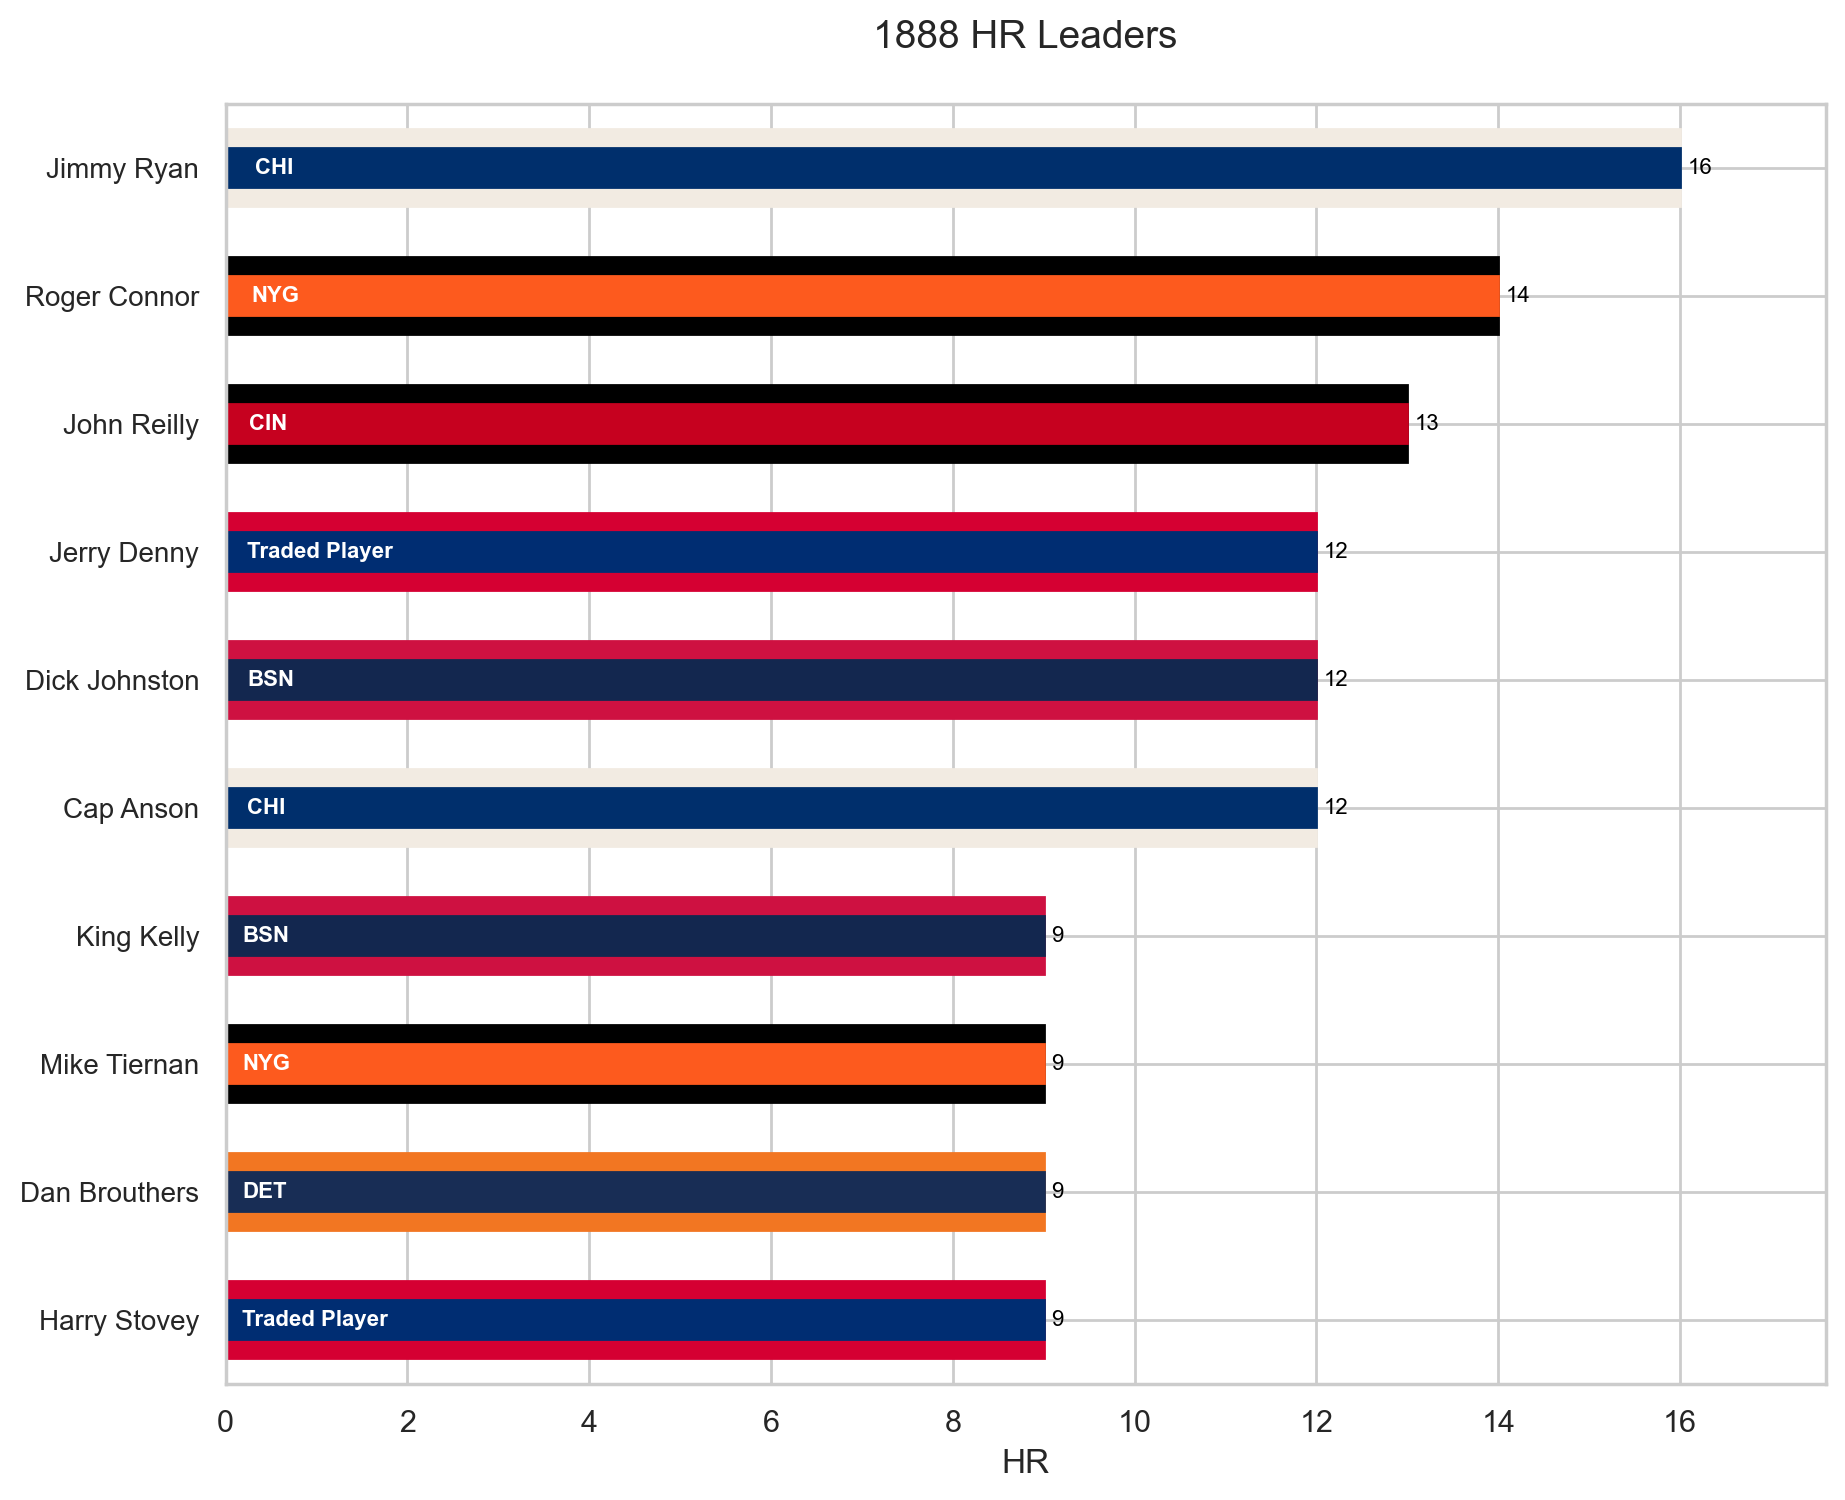 1888 HR Leaders
Jimmy Ryan CHI 16
Roger Connor NYG 14
John Reilly CIN 13
Jerry Denny Traded Player 12
Dick Johnston BSN 12
Cap Anson CHI 12
King Kelly BSN 9
Mike Tiernan NYG 9
Dan Brouthers DET 9
Harry Stovey Traded Player 9
0 2 4 6 8 10 12 14 16
HR